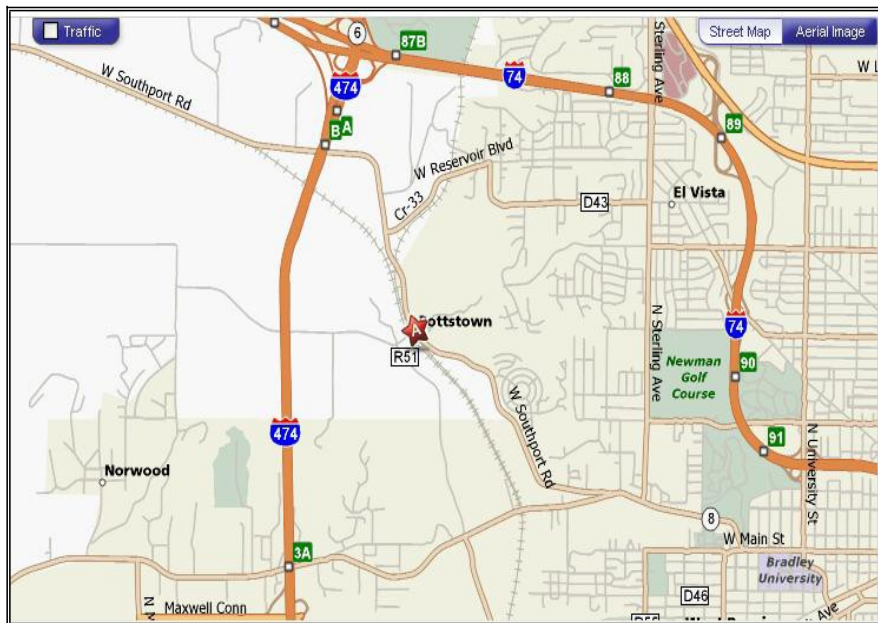 Traffic
6
87B
Street Map
Aerial Image
W Southport Rd
474
74
88
Sterling Ave
W L
B
A
89
W Reservoir Blvd
Cr-33
D43
El Vista
A
Pottstown
R51
N Sterling Ave
74
Newman
Golf
Course
90
W Southport Rd
474
91
N University St
Norwood
8
W Main St
3A
Bradley
University
D46
Maxwell Conn
Ave